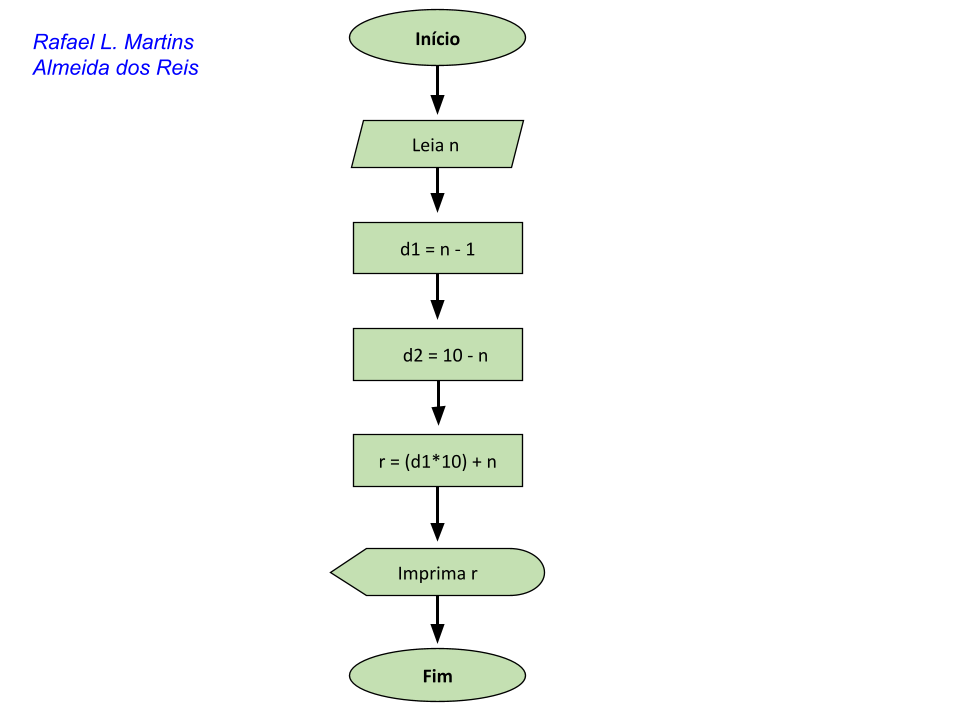 Rafael L. Martins
Almeida dos Reis
Início
Leia n
d1 = n - 1
d2 = 10 - n
r = (d1*10) + n
Imprima r
Fim